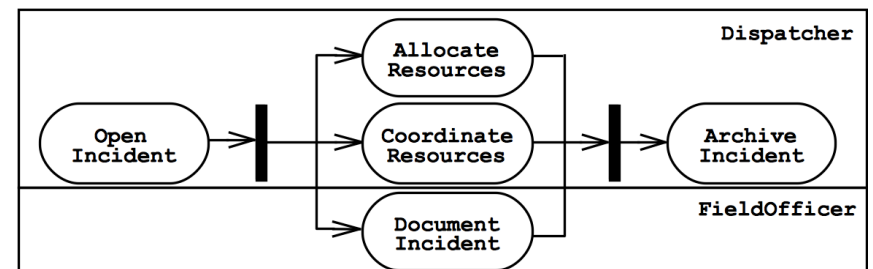 Dispatcher
Allocate
Resources
Open
Incident
Coordinate
Resources
Archive
Incident
FieldOfficer
Document
Incident